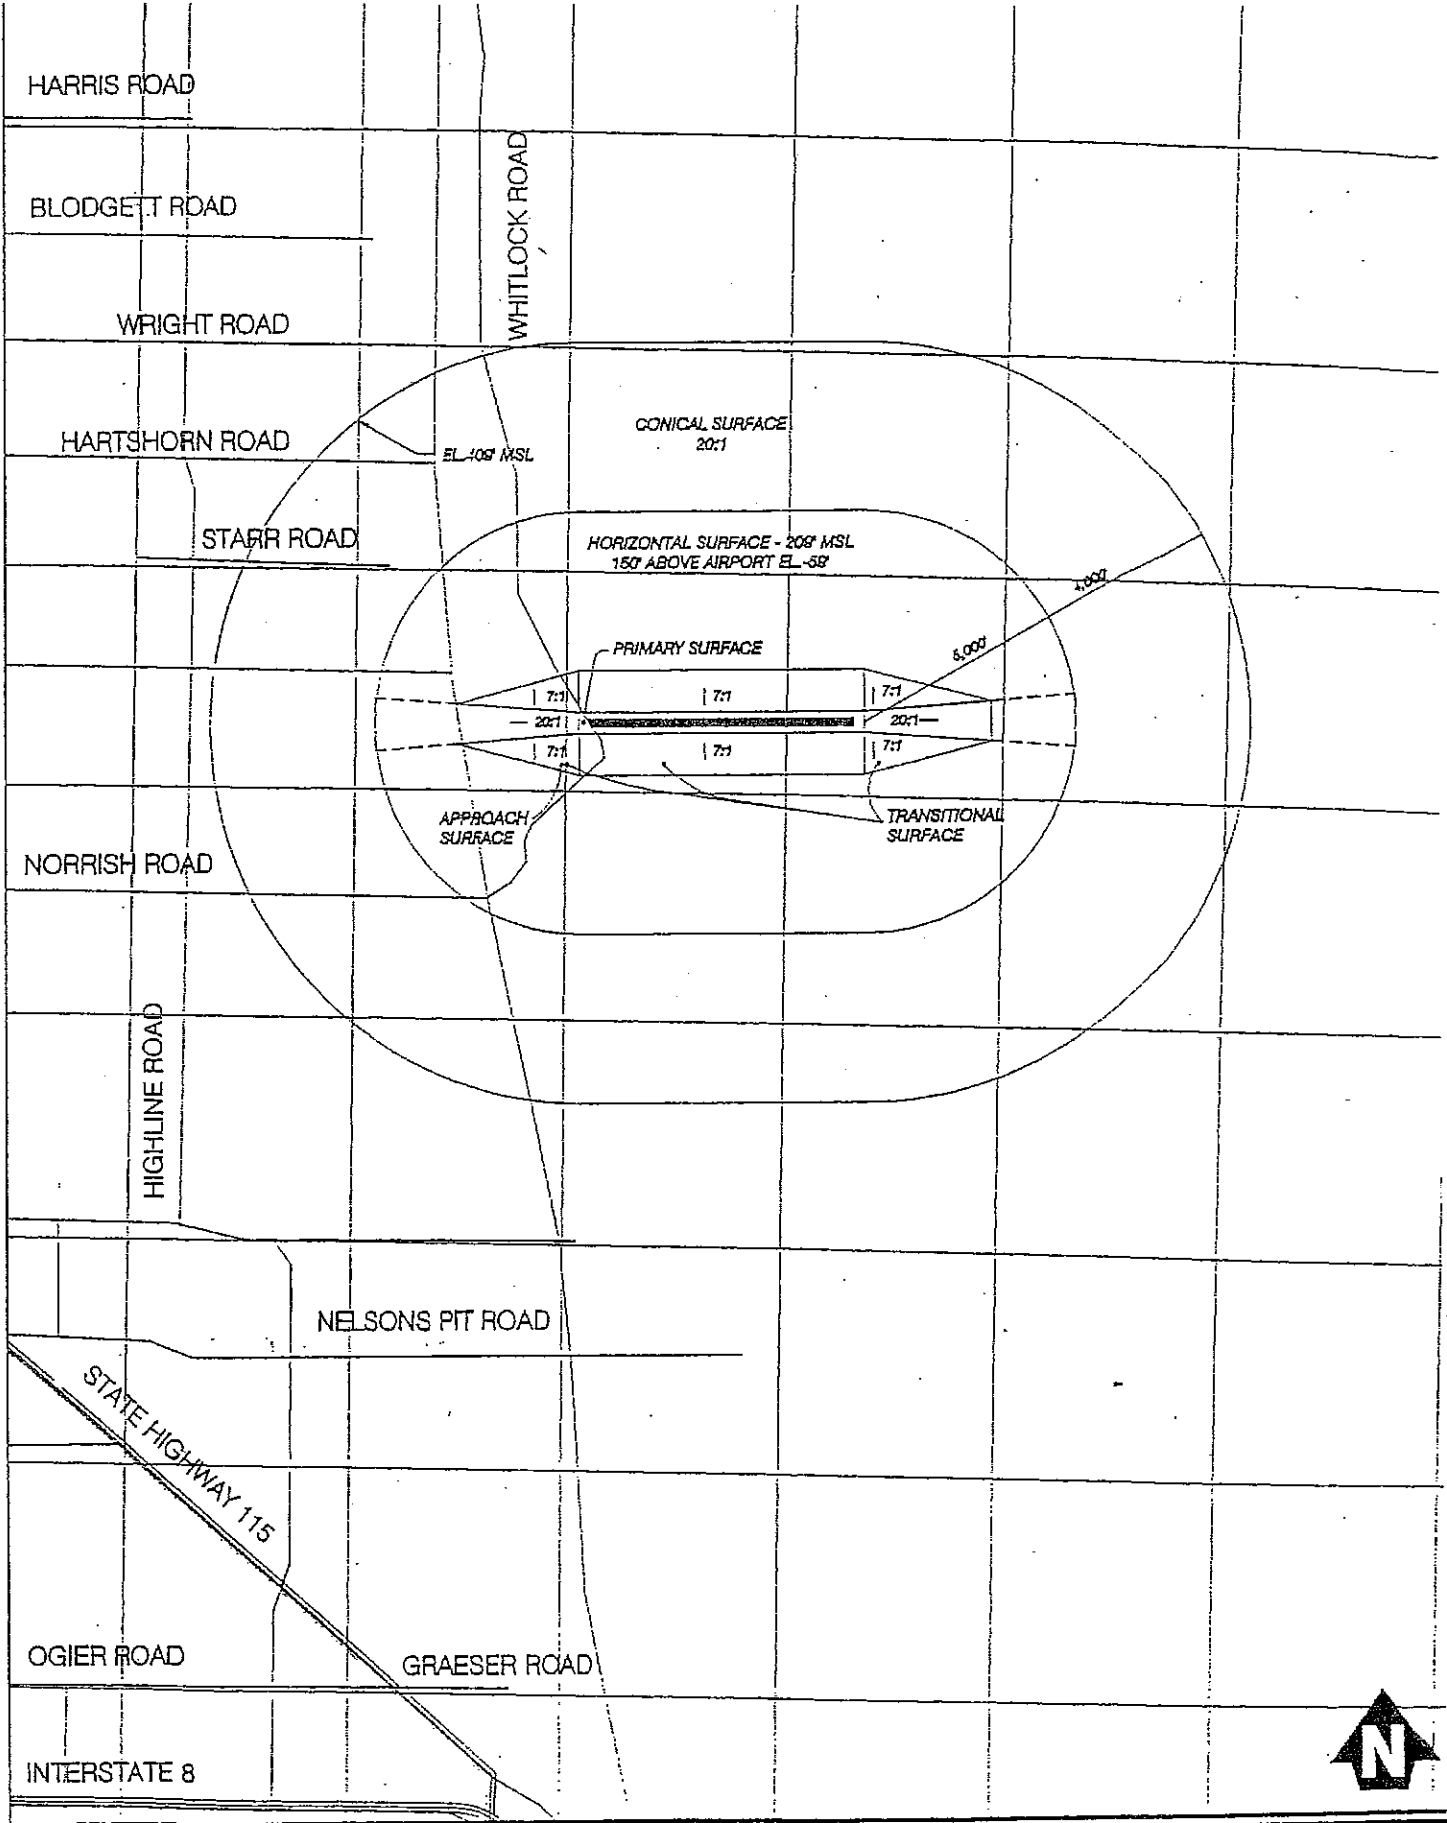 HARRIS ROAD
BLODGETT ROAD
WHITLOCK ROAD
WRIGHT ROAD
CONICAL SURFACE
20:1
HARTSHORN ROAD
EL-409' MSL
STARR ROAD
HORIZONTAL SURFACE - 209' MSL
150' ABOVE AIRPORT EL.-59'
4,000'
5,000'
PRIMARY SURFACE
7:1
7:1
7:1
20:1
20:1
7:1
7:1
7:1
APPROACH
SURFACE
TRANSITIONAL
SURFACE
NORRISH ROAD
HIGHLINE ROAD
NELSONS PIT ROAD
STATE HIGHWAY 115
OGIER ROAD
GRAESER ROAD
INTERSTATE 8
N